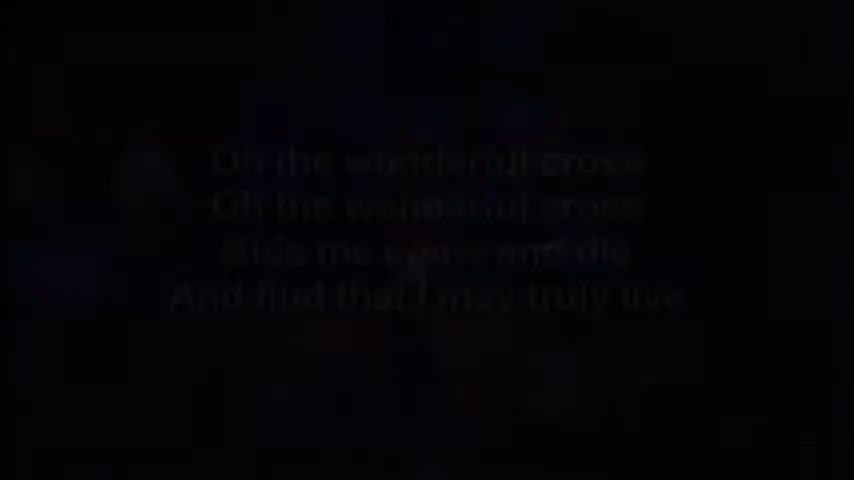 Oh the wonderful cross
Oh the wonderful cross
Bids me come and die
And find that I may truly live